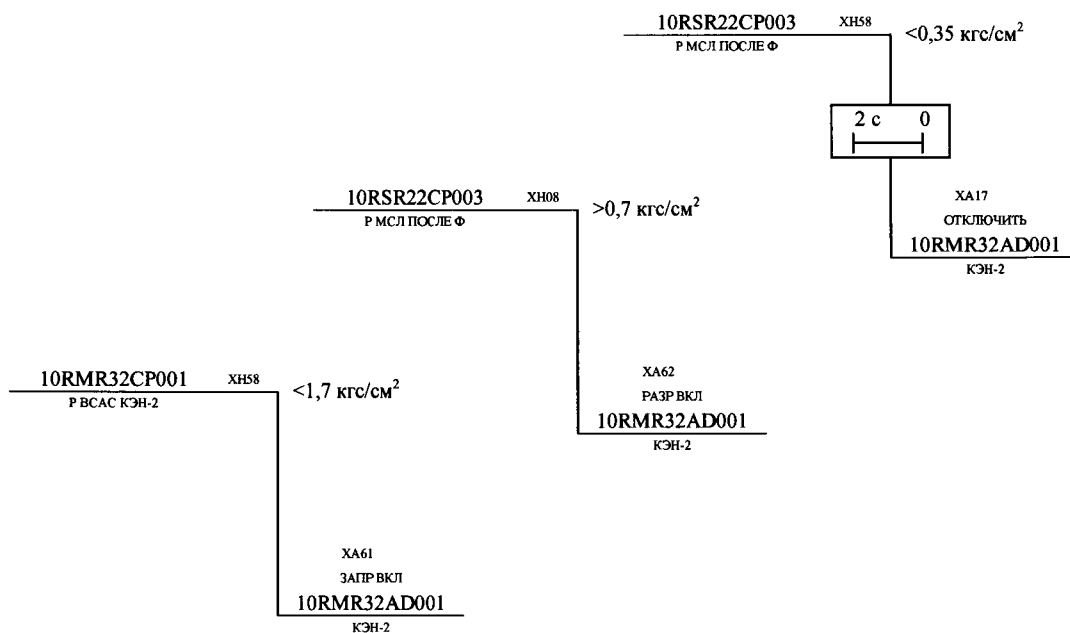 10RSR22CP003 XH58 <0,35 кгс/см²
Р МСЛ ПОСЛЕ Ф
2 с 0
XA17
ОТКЛЮЧИТЬ
10RMR32AD001
КЭН-2
10RSR22CP003 XH08 >0,7 кгс/см²
Р МСЛ ПОСЛЕ Ф
XA62
РАЗР ВКЛ
10RMR32AD001
КЭН-2
10RMR32CP001 XH58 <1,7 кгс/см²
Р ВСАС КЭН-2
XA61
ЗАПР ВКЛ
10RMR32AD001
КЭН-2